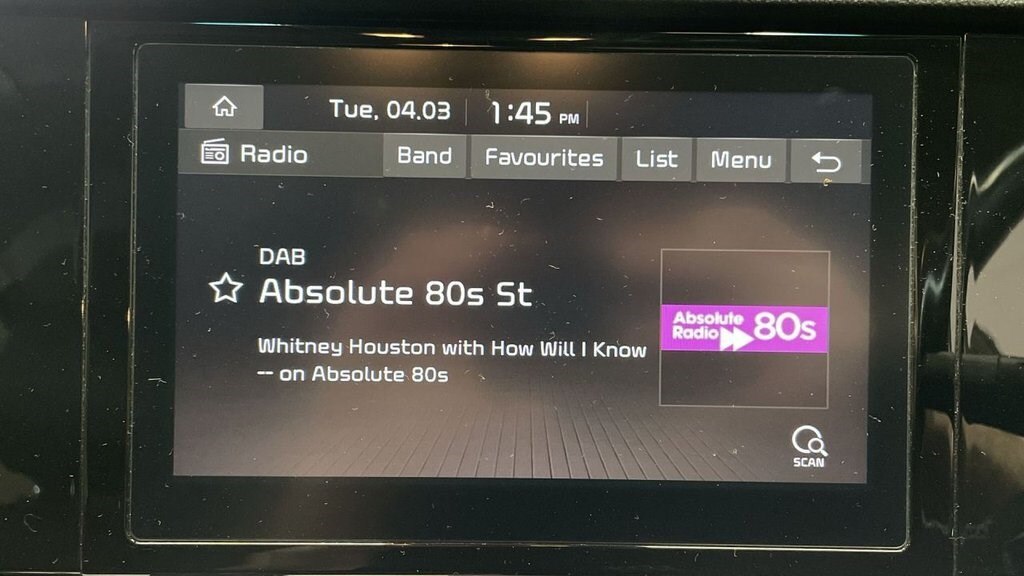 Tue, 04.03 1:45 PM
Radio Band Favourites List Menu
DAB
Absolute 80s St
Whitney Houston with How Will I Know
-- on Absolute 80s
Absolute
Radio 80s
SCAN